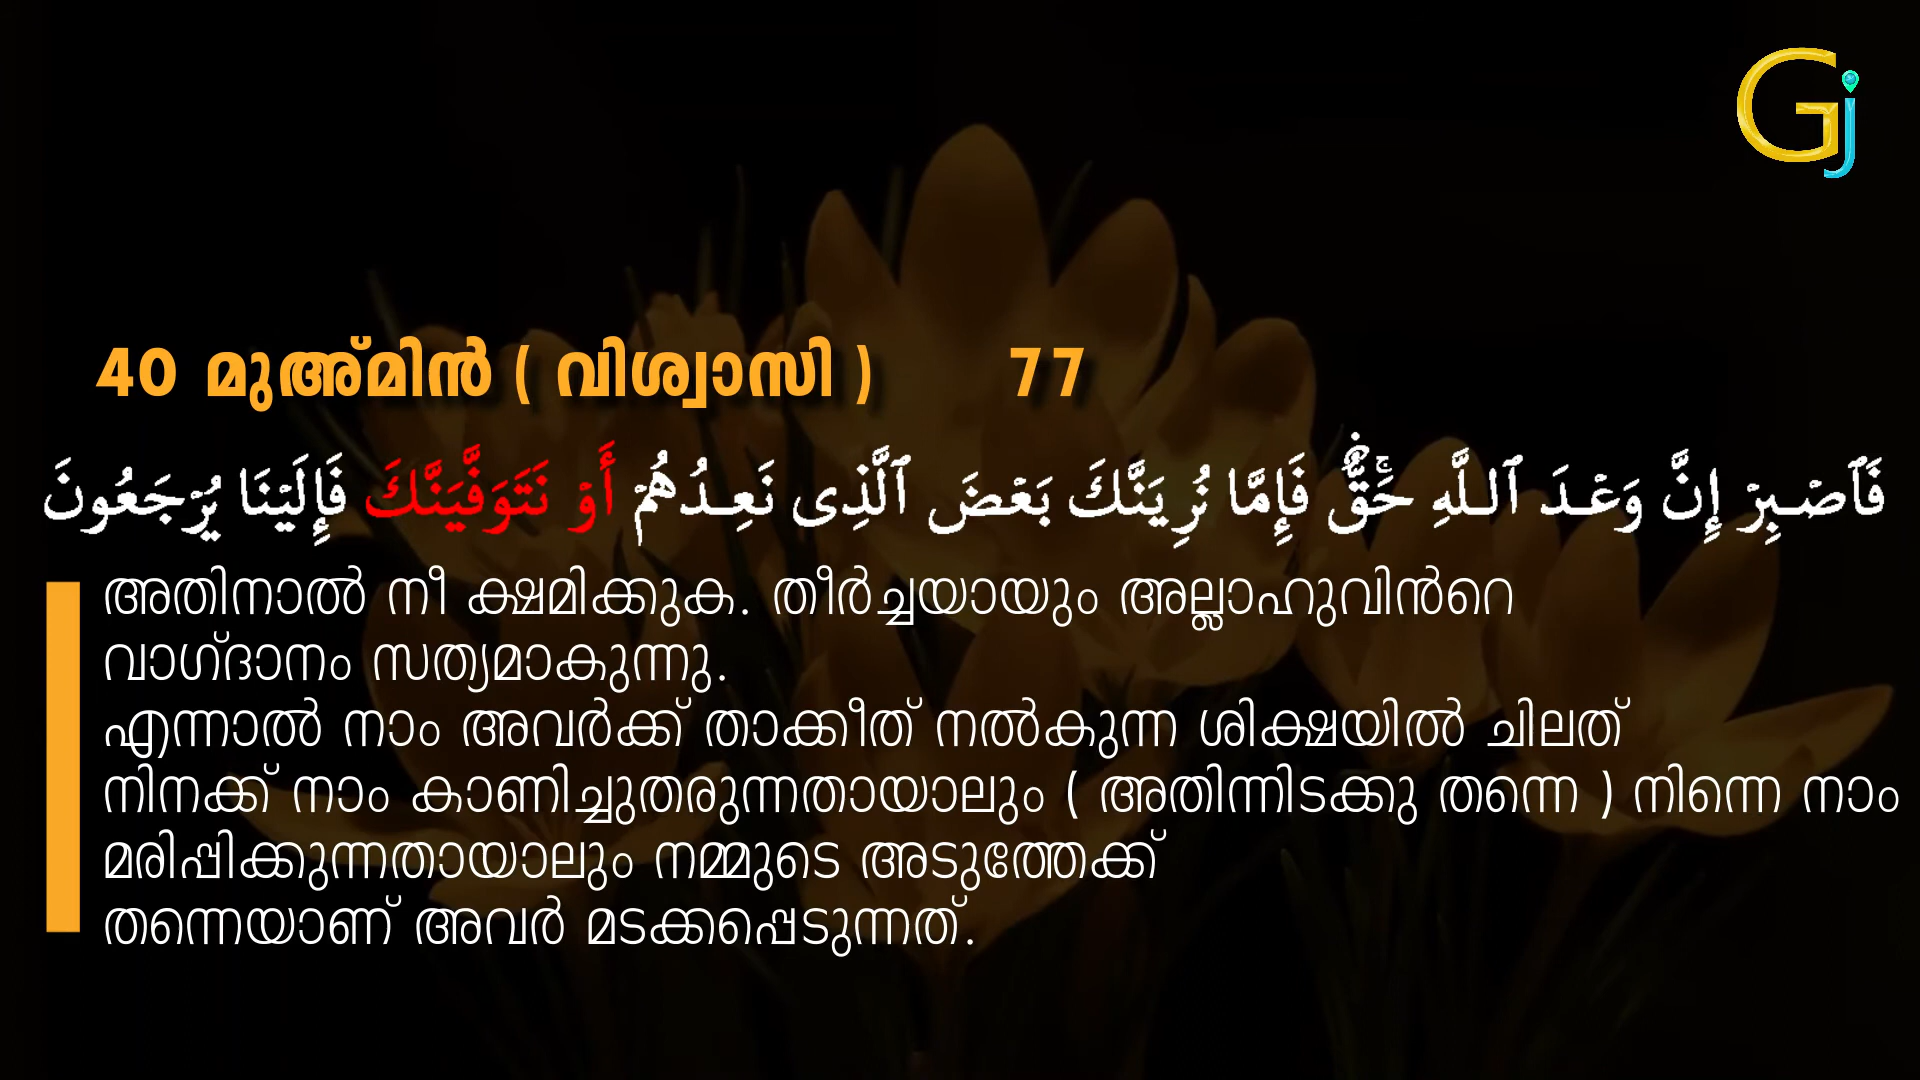 Gj
40 മുഅ്മിൻ ( വിശ്വാസി ) 77
فَٱصْبِرْ إِنَّ وَعْدَ ٱللَّهِ حَقٌّ ۚ فَإِمَّا نُرِيَنَّكَ بَعْضَ ٱلَّذِى نَعِدُهُمْ أَوْ نَتَوَفَّيَنَّكَ فَإِلَيْنَا يُرْجَعُونَ
അതിനാൽ നീ ക്ഷമിക്കുക. തീർച്ചയായും അല്ലാഹുവിൻറെ
വാഗ്ദാനം സത്യമാകുന്നു.
എന്നാൽ നാം അവർക്ക് താക്കീത് നൽകുന്ന ശിക്ഷയിൽ ചിലത്
നിനക്ക് നാം കാണിച്ചുതരുന്നതായാലും ( അതിന്നിടക്കു തന്നെ ) നിന്നെ നാം
മരിപ്പിക്കുന്നതായാലും നമ്മുടെ അടുത്തേക്ക്
തന്നെയാണ് അവർ മടക്കപ്പെടുന്നത്.